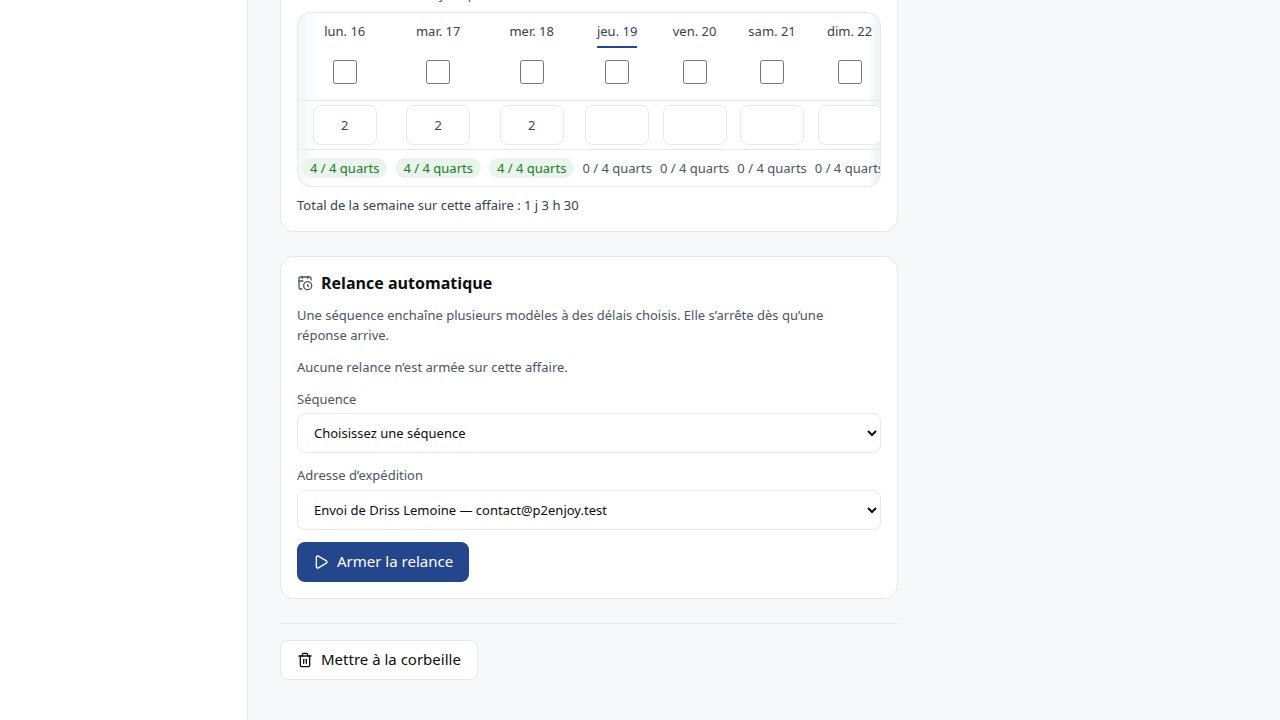 lun. 16 mar. 17 mer. 18 jeu. 19 ven. 20 sam. 21 dim. 22
2 2 2
4 / 4 quarts 4 / 4 quarts 4 / 4 quarts 0 / 4 quarts 0 / 4 quarts 0 / 4 quarts 0 / 4 quarts
Total de la semaine sur cette affaire : 1 j 3 h 30
Relance automatique
Une séquence enchaîne plusieurs modèles à des délais choisis. Elle s’arrête dès qu’une
réponse arrive.
Aucune relance n’est armée sur cette affaire.
Séquence
Choisissez une séquence
Adresse d’expédition
Envoi de Driss Lemoine — contact@p2enjoy.test
Armer la relance
Mettre à la corbeille